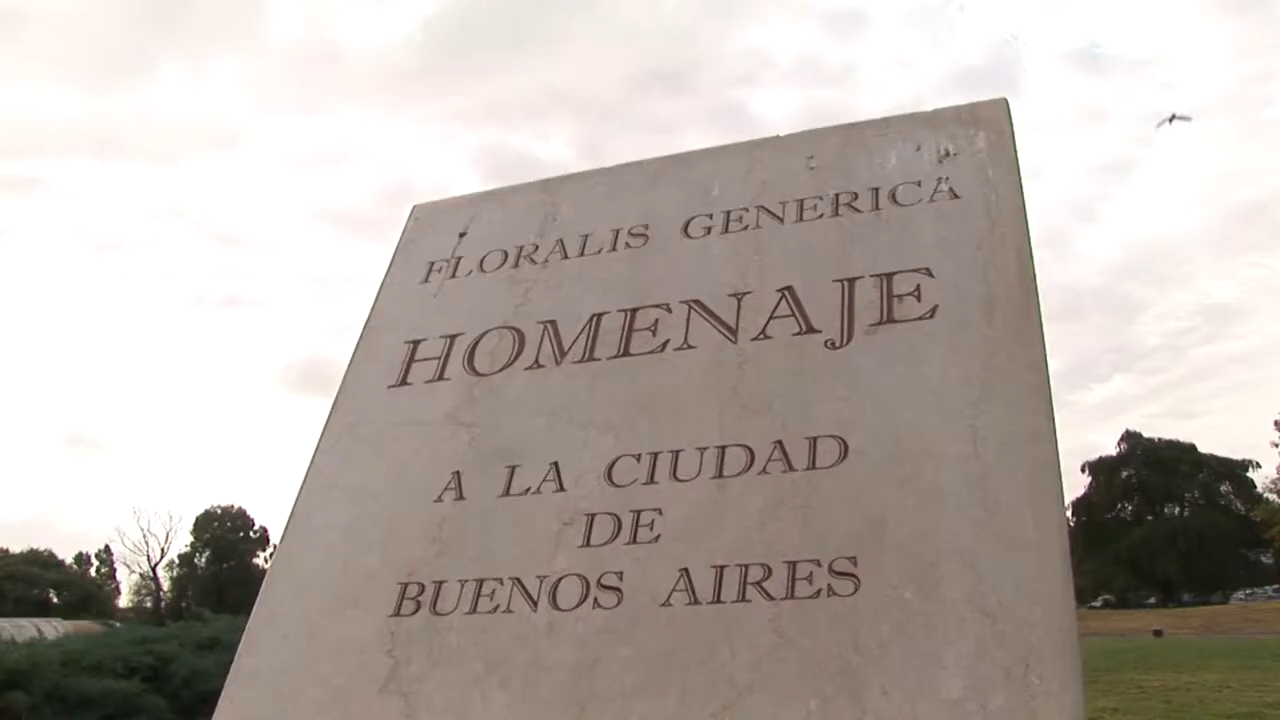 FLORALIS GENERICA
HOMENAJE
A LA CIUDAD
DE
BUENOS AIRES